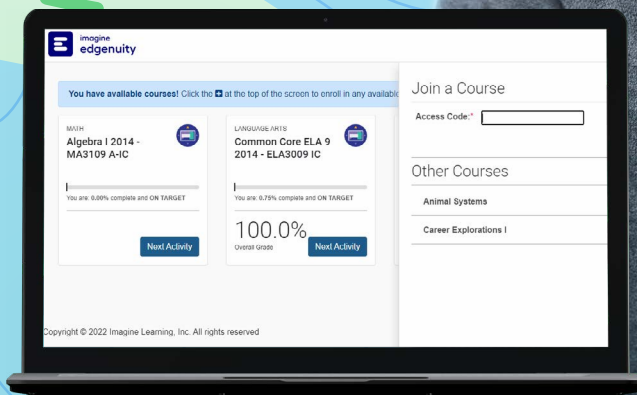 imagine
edgenuity
You have available courses! Click the at the top of the screen to enroll in any
MATH
Algebra I 2014 -
MA3109 A-IC
You are: 0.00% complete and ON TARGET
Next Activity
LANGUAGE ARTS
Common Core ELA 9
2014 - ELA3009 IC
You are: 0.75% complete and ON TARGET
100.0%
Overall Grade
Next Activity
Join a Course
Access Code:*
Other Courses
Animal Systems
Career Explorations I
Copyright © 2022 Imagine Learning, Inc. All rights reserved